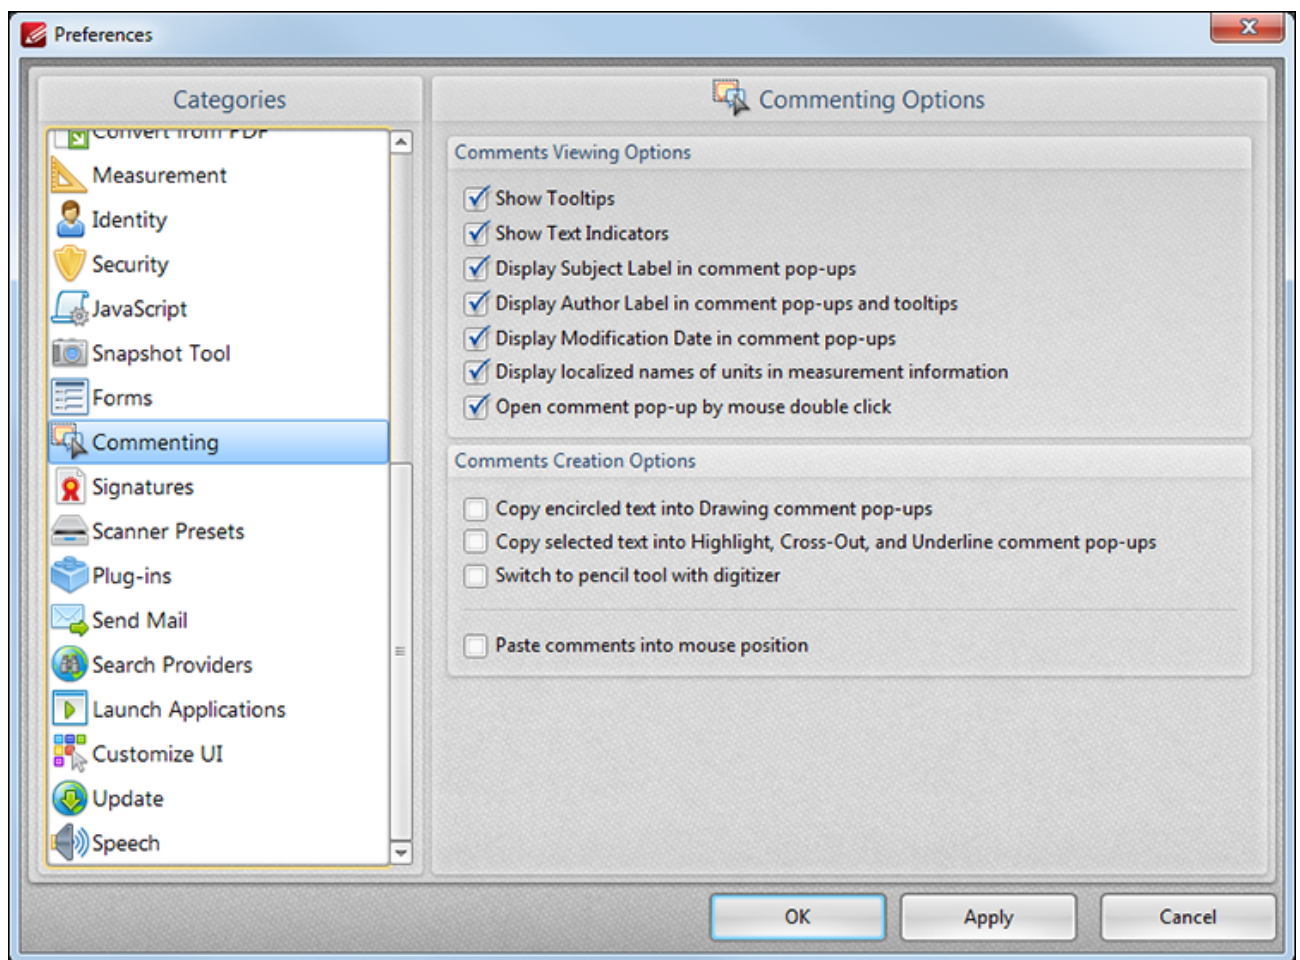 Preferences
Categories
Convert from PDF
Measurement
Identity
Security
JavaScript
Snapshot Tool
Forms
Commenting
Signatures
Scanner Presets
Plug-ins
Send Mail
Search Providers
Launch Applications
Customize UI
Update
Speech
Commenting Options
Comments Viewing Options
Show Tooltips
Show Text Indicators
Display Subject Label in comment pop-ups
Display Author Label in comment pop-ups and tooltips
Display Modification Date in comment pop-ups
Display localized names of units in measurement information
Open comment pop-up by mouse double click
Comments Creation Options
Copy encircled text into Drawing comment pop-ups
Copy selected text into Highlight, Cross-Out, and Underline comment pop-ups
Switch to pencil tool with digitizer
Paste comments into mouse position
OK
Apply
Cancel